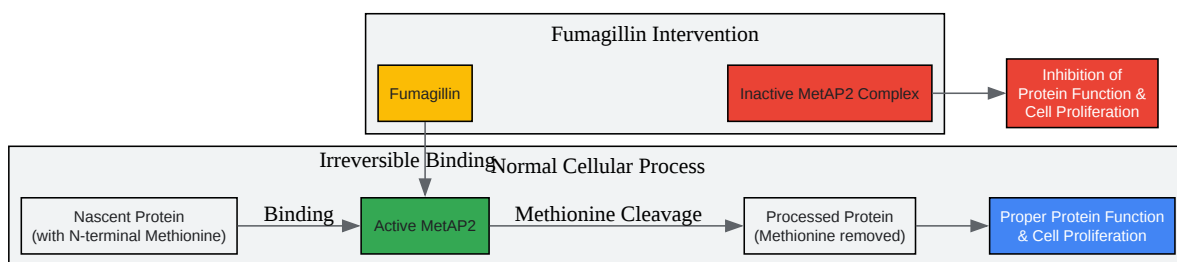 Fumagillin Intervention
Fumagillin
Inactive MetAP2 Complex
Inhibition of
Protein Function &
Cell Proliferation
Irreversible Binding
Normal Cellular Process
Nascent Protein
(with N-terminal Methionine)
Binding
Active MetAP2
Methionine Cleavage
Processed Protein
(Methionine removed)
Proper Protein Function
& Cell Proliferation